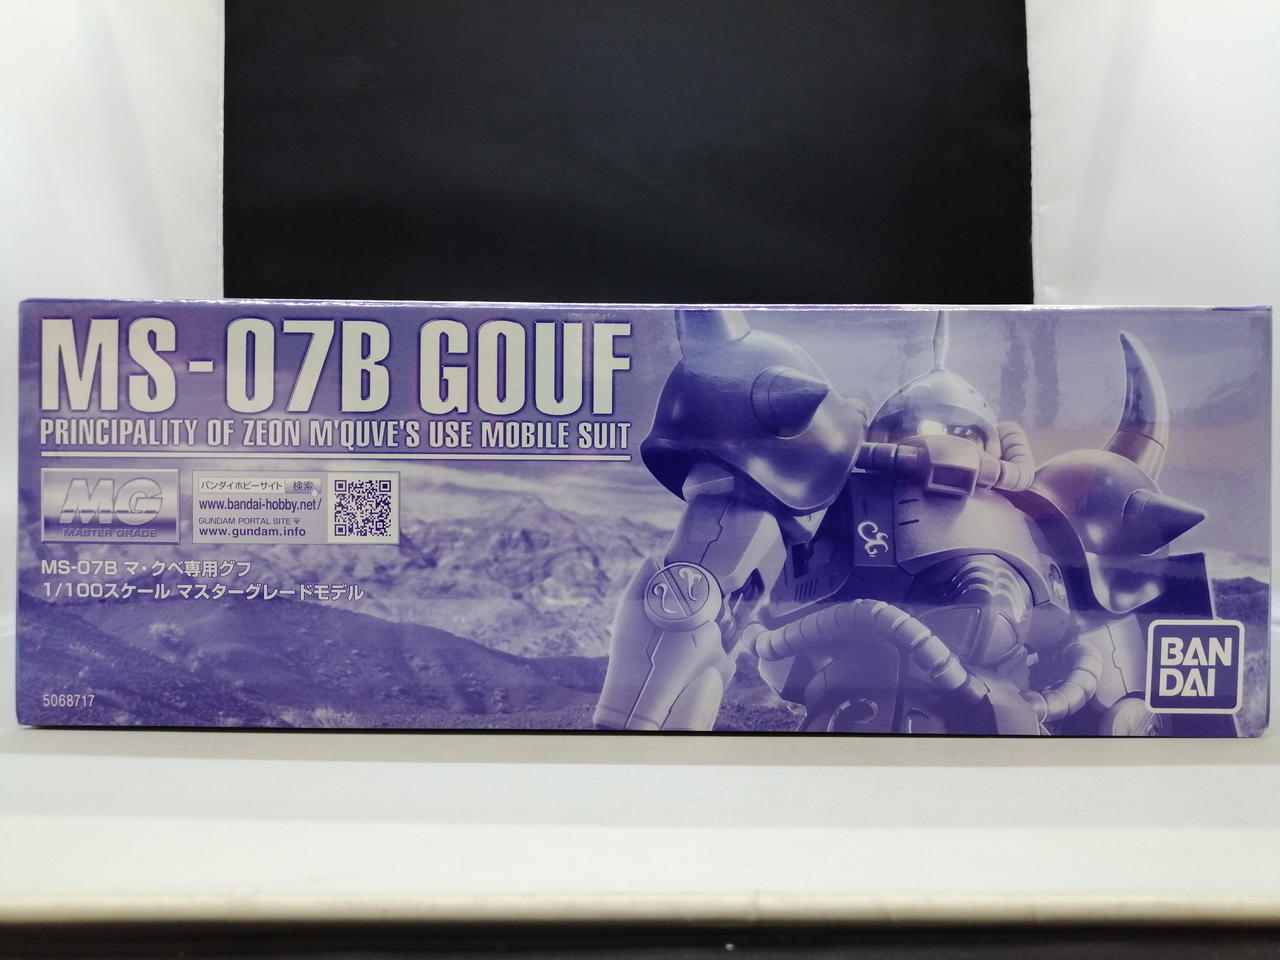 MS-07B GOUF
PRINCIPALITY OF ZEON M'QUVE'S USE MOBILE SUIT
MG
MASTER GRADE
バンダイホビーサイト 検索
www.bandai-hobby.net/
GUNDAM PORTAL SITE▼
www.gundam.info
MS-07B マ・クベ専用グフ
1/100スケール マスターグレードモデル
5068717
BAN
DAI